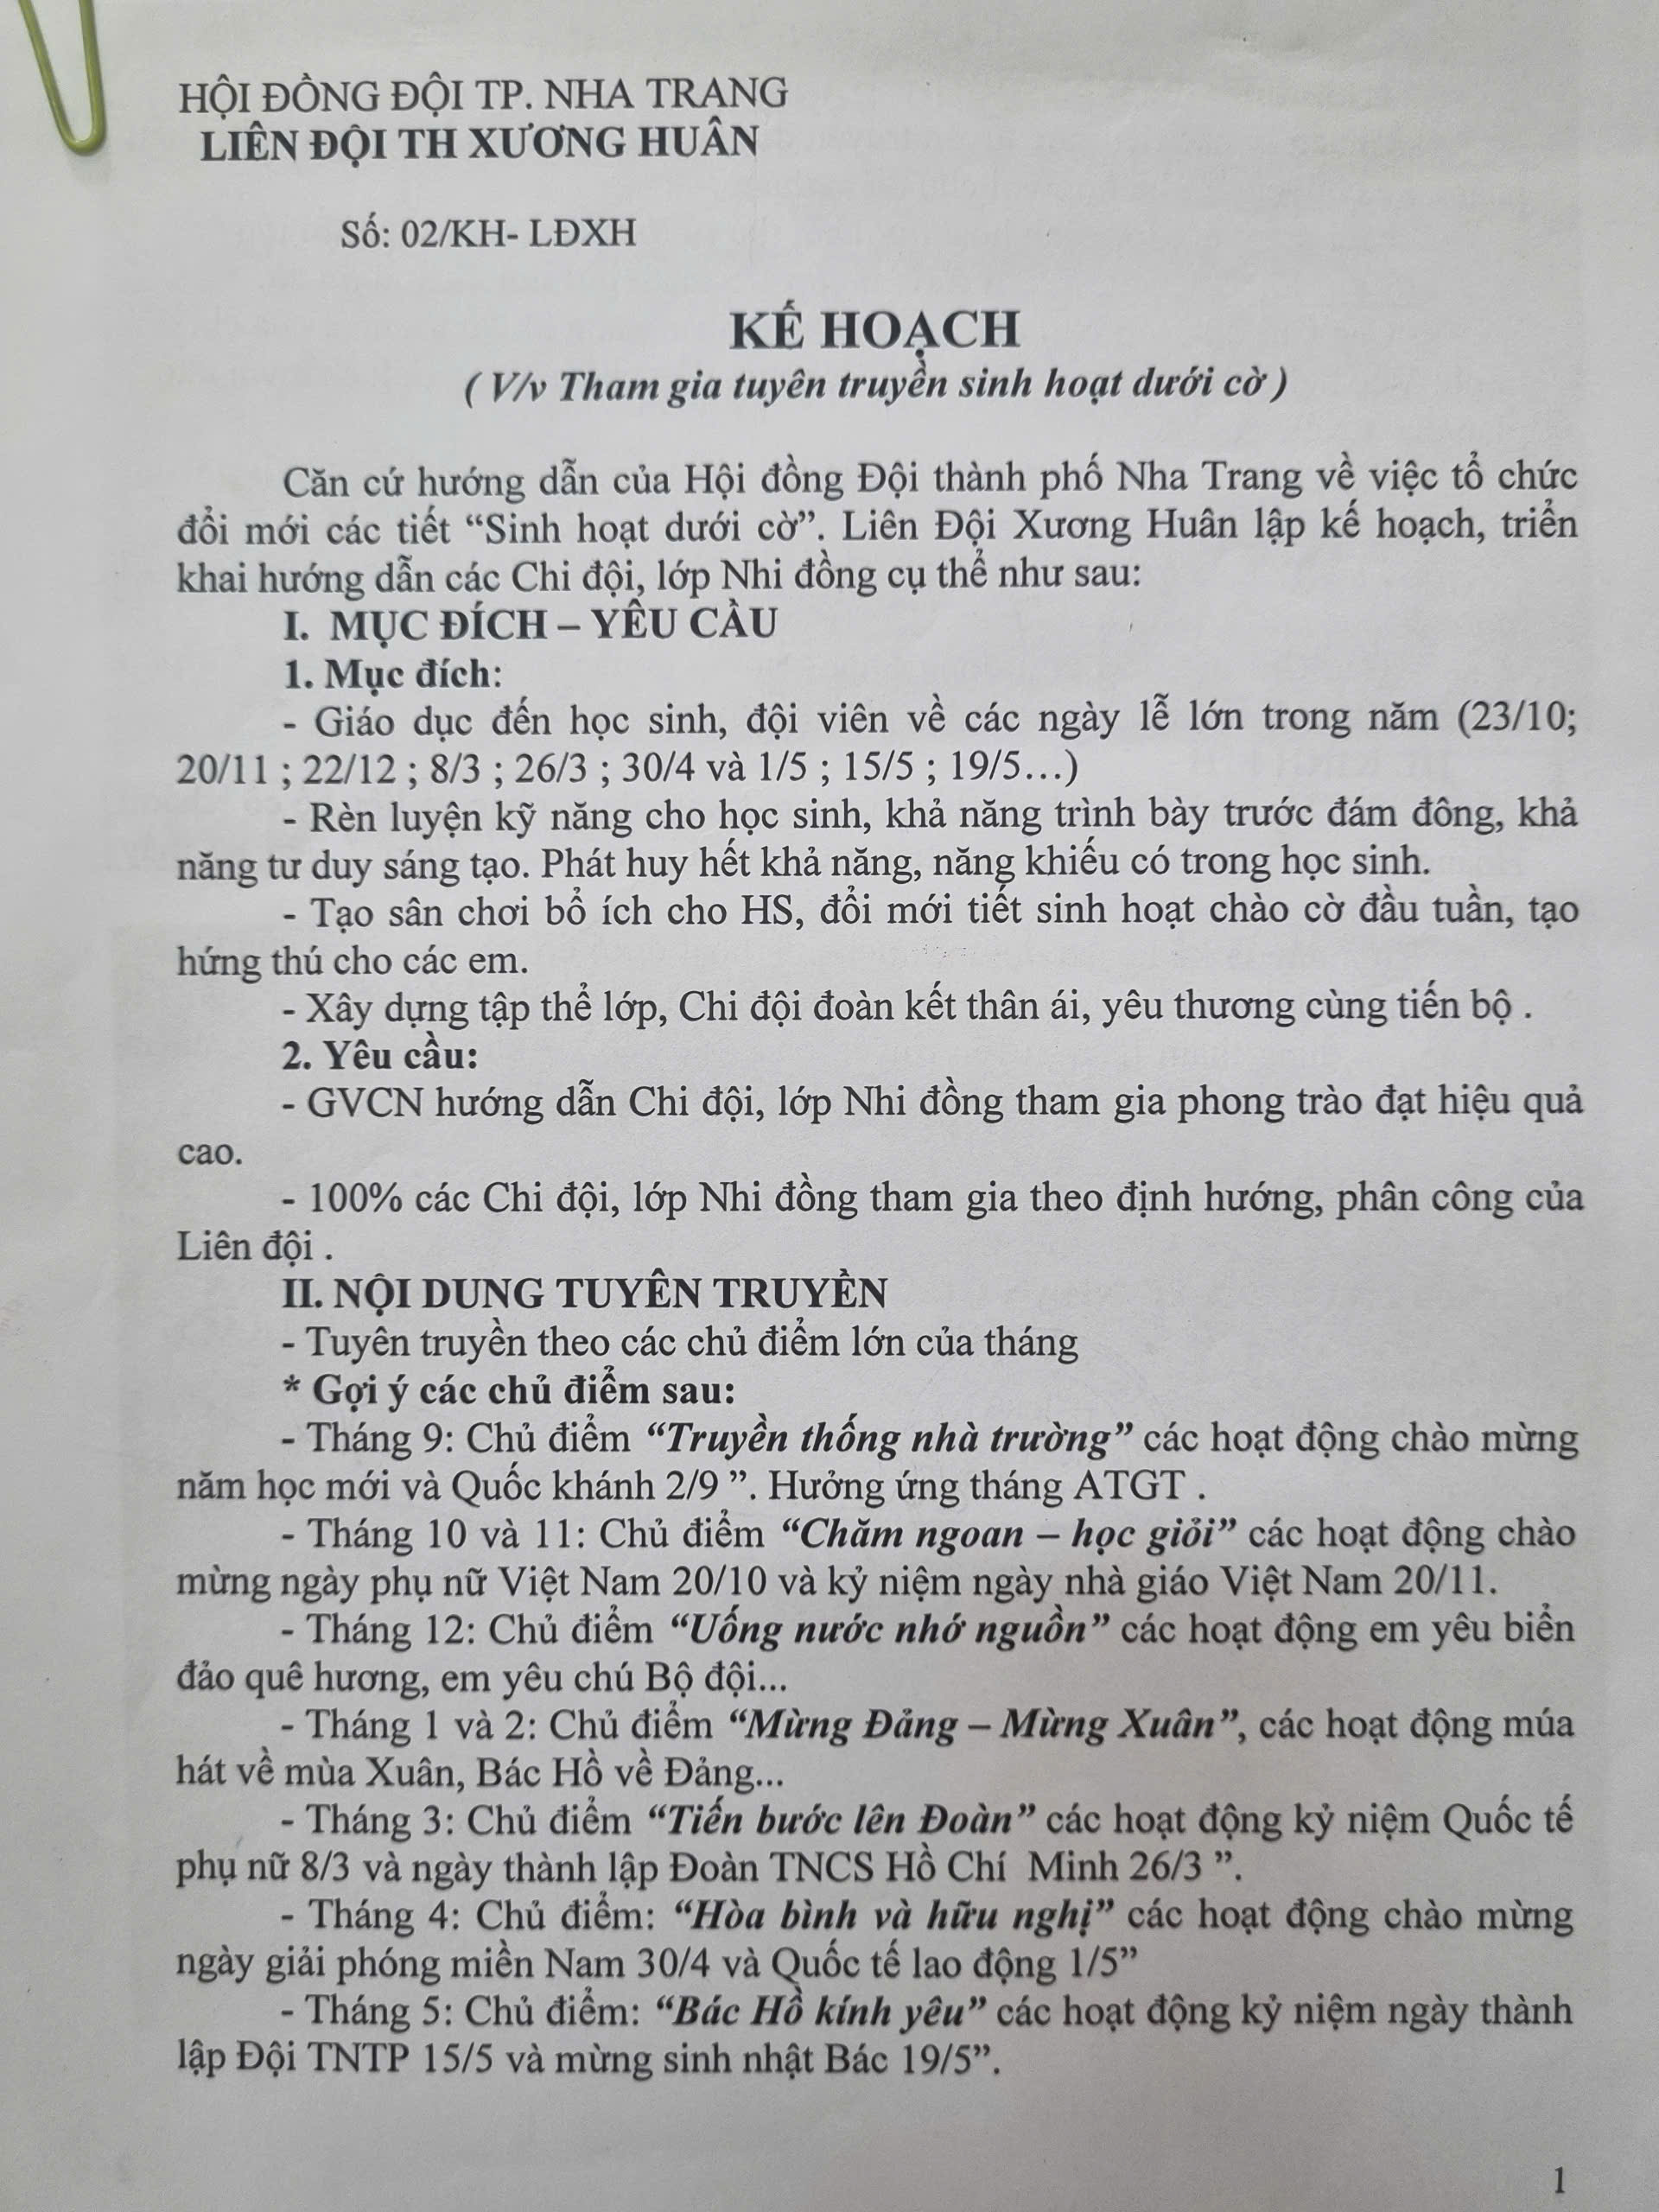 HỘI ĐỒNG ĐỘI TP. NHA TRANG
LIÊN ĐỘI TH XƯƠNG HUÂN
Số: 02/KH- LĐXH
KẾ HOẠCH
( V/v Tham gia tuyên truyền sinh hoạt dưới cờ )
Căn cứ hướng dẫn của Hội đồng Đội thành phố Nha Trang về việc tổ chức
đổi mới các tiết “Sinh hoạt dưới cờ”. Liên Đội Xương Huân lập kế hoạch, triển
khai hướng dẫn các Chi đội, lớp Nhi đồng cụ thể như sau:
I. MỤC ĐÍCH – YÊU CẦU
1. Mục đích:
- Giáo dục đến học sinh, đội viên về các ngày lễ lớn trong năm (23/10;
20/11 ; 22/12 ; 8/3 ; 26/3 ; 30/4 và 1/5 ; 15/5 ; 19/5…)
- Rèn luyện kỹ năng cho học sinh, khả năng trình bày trước đám đông, khả
năng tư duy sáng tạo. Phát huy hết khả năng, năng khiếu có trong học sinh.
- Tạo sân chơi bổ ích cho HS, đổi mới tiết sinh hoạt chào cờ đầu tuần, tạo
hứng thú cho các em.
- Xây dựng tập thể lớp, Chi đội đoàn kết thân ái, yêu thương cùng tiến bộ .
2. Yêu cầu:
- GVCN hướng dẫn Chi đội, lớp Nhi đồng tham gia phong trào đạt hiệu quả
cao.
- 100% các Chi đội, lớp Nhi đồng tham gia theo định hướng, phân công của
Liên đội .
II. NỘI DUNG TUYÊN TRUYỀN
- Tuyên truyền theo các chủ điểm lớn của tháng
* Gợi ý các chủ điểm sau:
- Tháng 9: Chủ điểm “Truyền thống nhà trường” các hoạt động chào mừng
năm học mới và Quốc khánh 2/9 ”. Hưởng ứng tháng ATGT .
- Tháng 10 và 11: Chủ điểm “Chăm ngoan – học giỏi” các hoạt động chào
mừng ngày phụ nữ Việt Nam 20/10 và kỷ niệm ngày nhà giáo Việt Nam 20/11.
- Tháng 12: Chủ điểm “Uống nước nhớ nguồn” các hoạt động em yêu biển
đảo quê hương, em yêu chú Bộ đội...
- Tháng 1 và 2: Chủ điểm “Mừng Đảng – Mừng Xuân”, các hoạt động múa
hát về mùa Xuân, Bác Hồ về Đảng...
- Tháng 3: Chủ điểm “Tiến bước lên Đoàn” các hoạt động kỷ niệm Quốc tế
phụ nữ 8/3 và ngày thành lập Đoàn TNCS Hồ Chí Minh 26/3 ”.
- Tháng 4: Chủ điểm: “Hòa bình và hữu nghị” các hoạt động chào mừng
ngày giải phóng miền Nam 30/4 và Quốc tế lao động 1/5”
- Tháng 5: Chủ điểm: “Bác Hồ kính yêu” các hoạt động kỷ niệm ngày thành
lập Đội TNTP 15/5 và mừng sinh nhật Bác 19/5”.
1